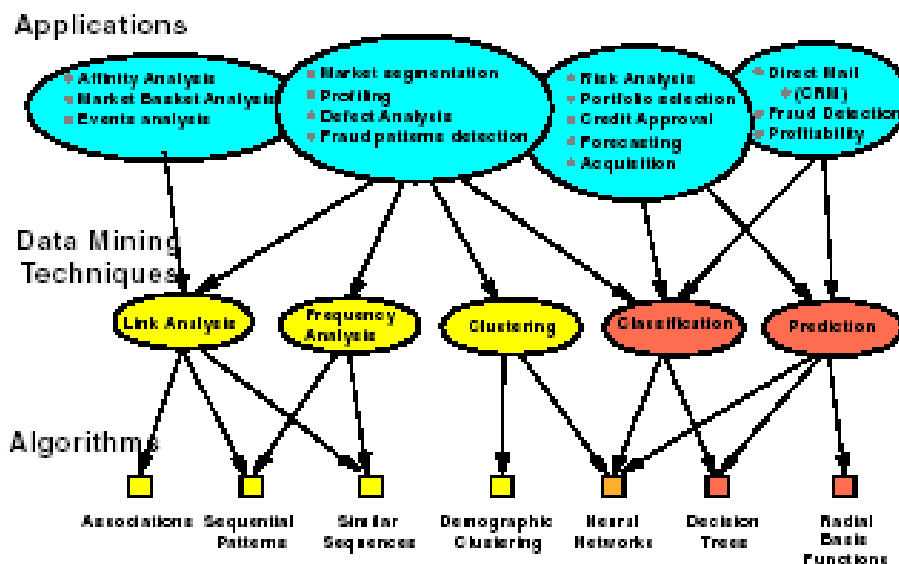 Applications
Affinity Analysis
Market Basket Analysis
Events analysis
Market segmentation
Profiling
Defect Analysis
Fraud patterns detection
Risk Analysis
Portfolio selection
Credit Approval
Forecasting
Acquisition
Direct Mail
(CRM)
Fraud Detection
Profitability
Data Mining
Techniques
Link Analysis
Frequency
Analysis
Clustering
Classification
Prediction
Algorithms
Associations
Sequential
Patterns
Similar
Sequences
Demographic
Clustering
Neural
Networks
Decision
Trees
Radial
Basis
Functions